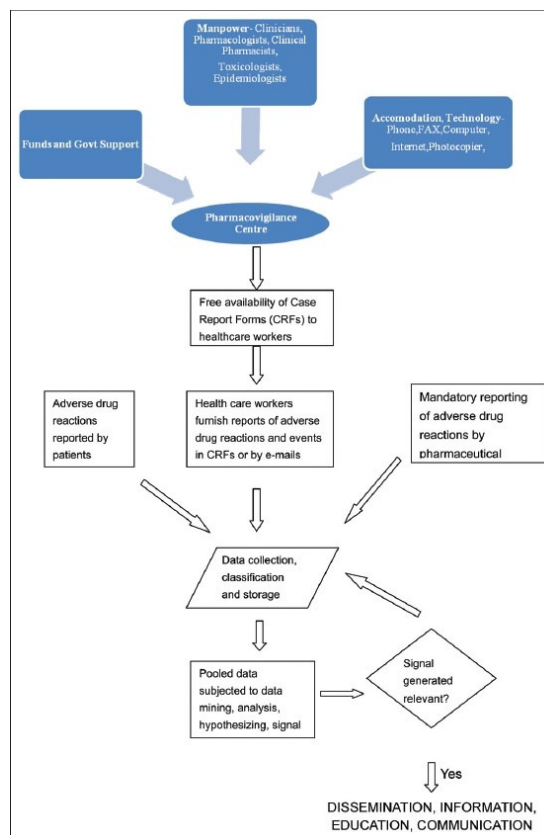 Manpower- Clinicians,
Pharmacologists, Clinical
Pharmacists,
Toxicologists,
Epidemiologists
Funds and Govt Support
Accomodation, Technology-
Phone,FAX,Computer,
Internet,Photocopier,
Pharmacovigilance
Centre
Free availability of Case
Report Forms (CRFs) to
healthcare workers
Adverse drug
reactions
reported by
patients
Health care workers
furnish reports of adverse
drug reactions and events
in CRFs or by e-mails
Mandatory reporting
of adverse drug
reactions by
pharmaceutical
Data collection,
classification
and storage
Pooled data
subjected to data
mining, analysis,
hypothesizing, signal
Signal
generated
relevant?
Yes
DISSEMINATION, INFORMATION,
EDUCATION, COMMUNICATION